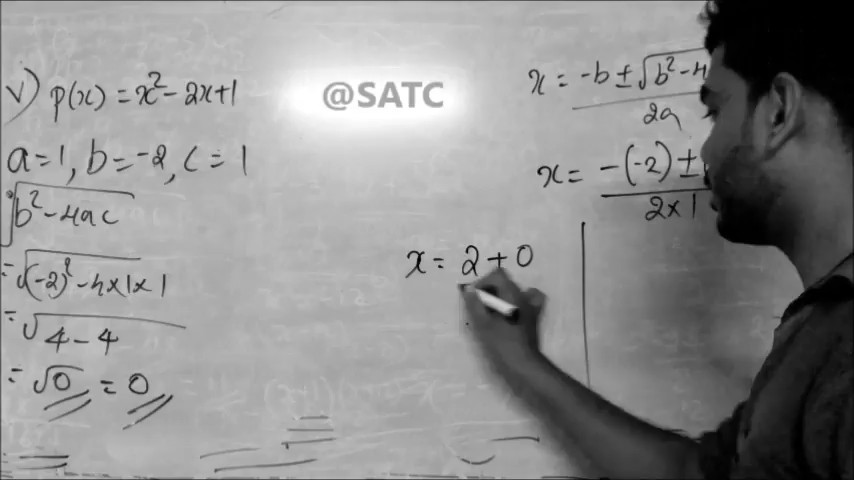 v) p(x) = x² - 2x+1
a=1, b=-2, c=1
√b² - 4ac
= √(-2)² - 4×1×1
= √4-4
= √0 = 0
@SATC
x = -b ± √b²-4
2a
x = -(-2) ±
2×1
x = 2+0